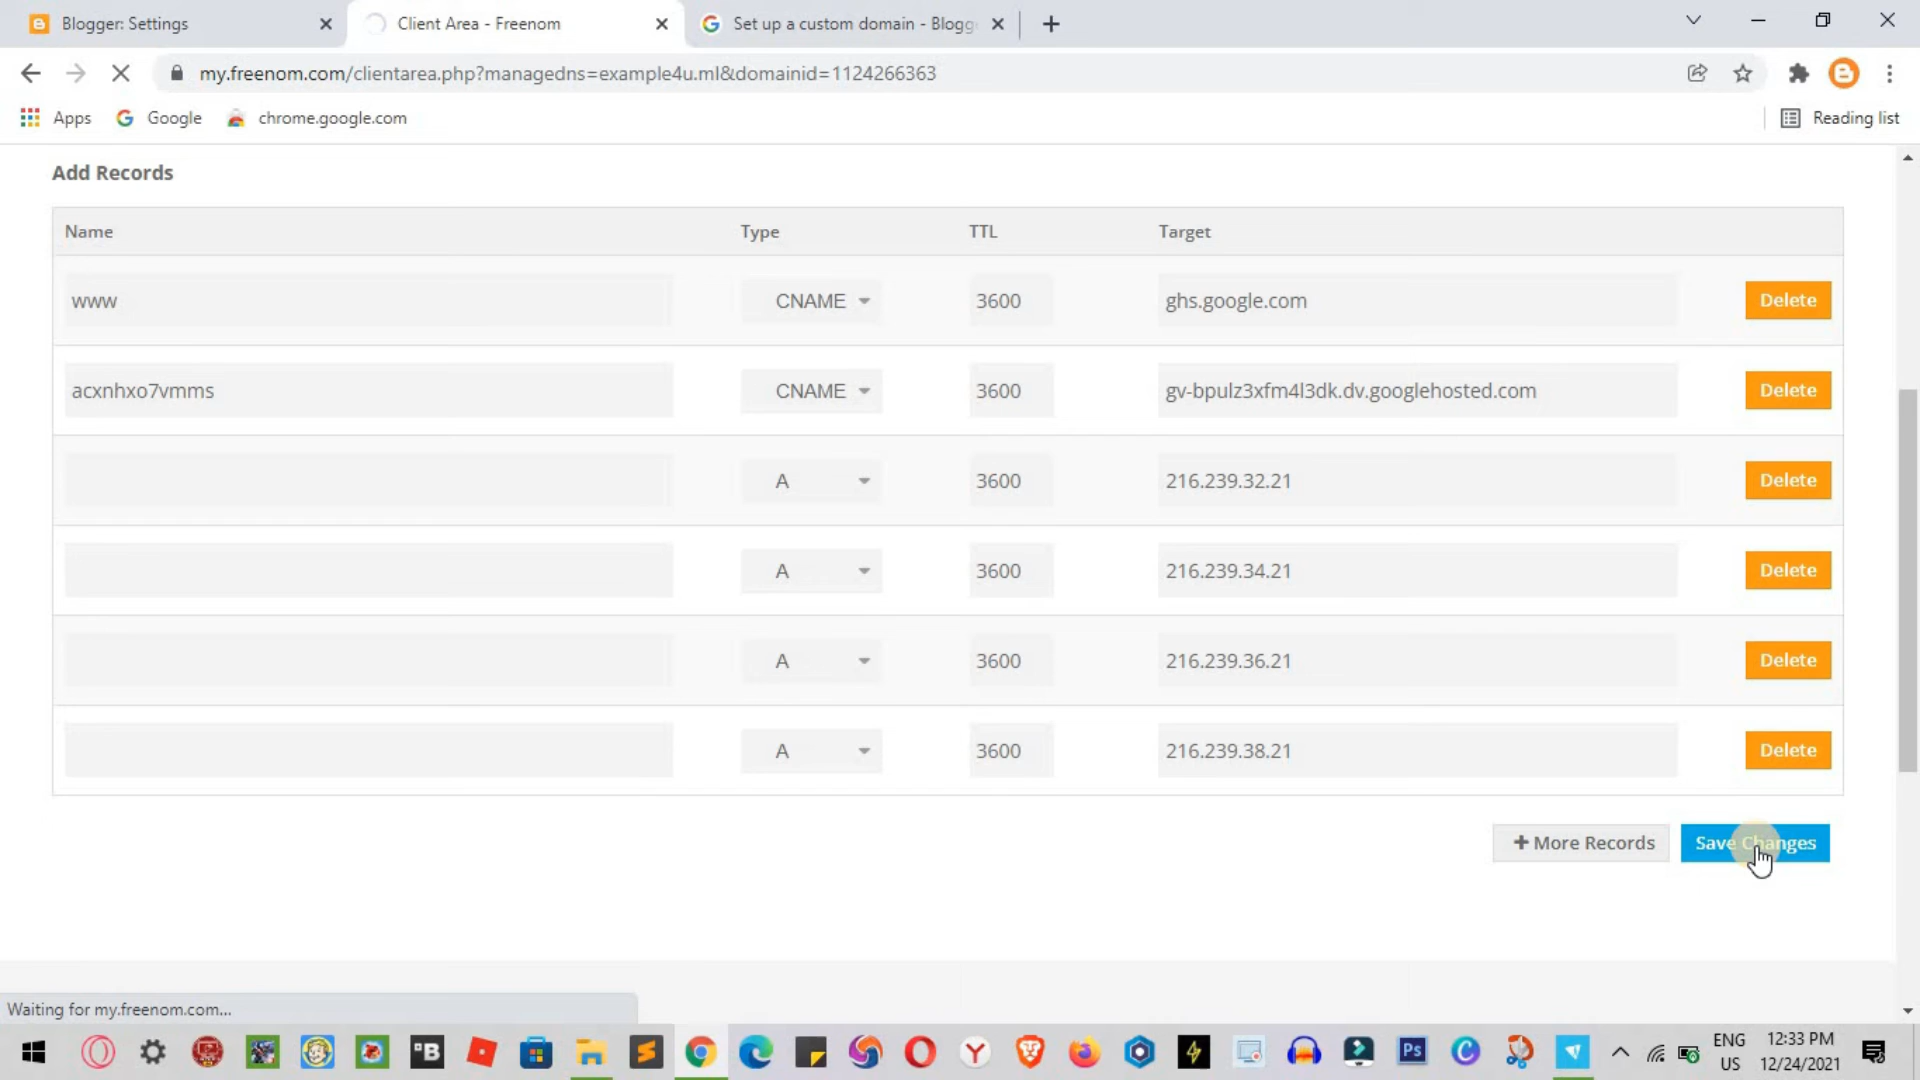 Blogger: Settings
Client Area - Freenom
Set up a custom domain - Blogg
my.freenom.com/clientarea.php?managedns=example4u.ml&domainid=1124266363
Apps
Google
chrome.google.com
Reading list
Add Records
Name Type TTL Target
www CNAME 3600 ghs.google.com Delete
acxnhxo7vmms CNAME 3600 gv-bpulz3xfm4l3dk.dv.googlehosted.com Delete
A 3600 216.239.32.21 Delete
A 3600 216.239.34.21 Delete
A 3600 216.239.36.21 Delete
A 3600 216.239.38.21 Delete
+ More Records
Save Changes
Waiting for my.freenom.com...
ENG
US
12:33 PM
12/24/2021